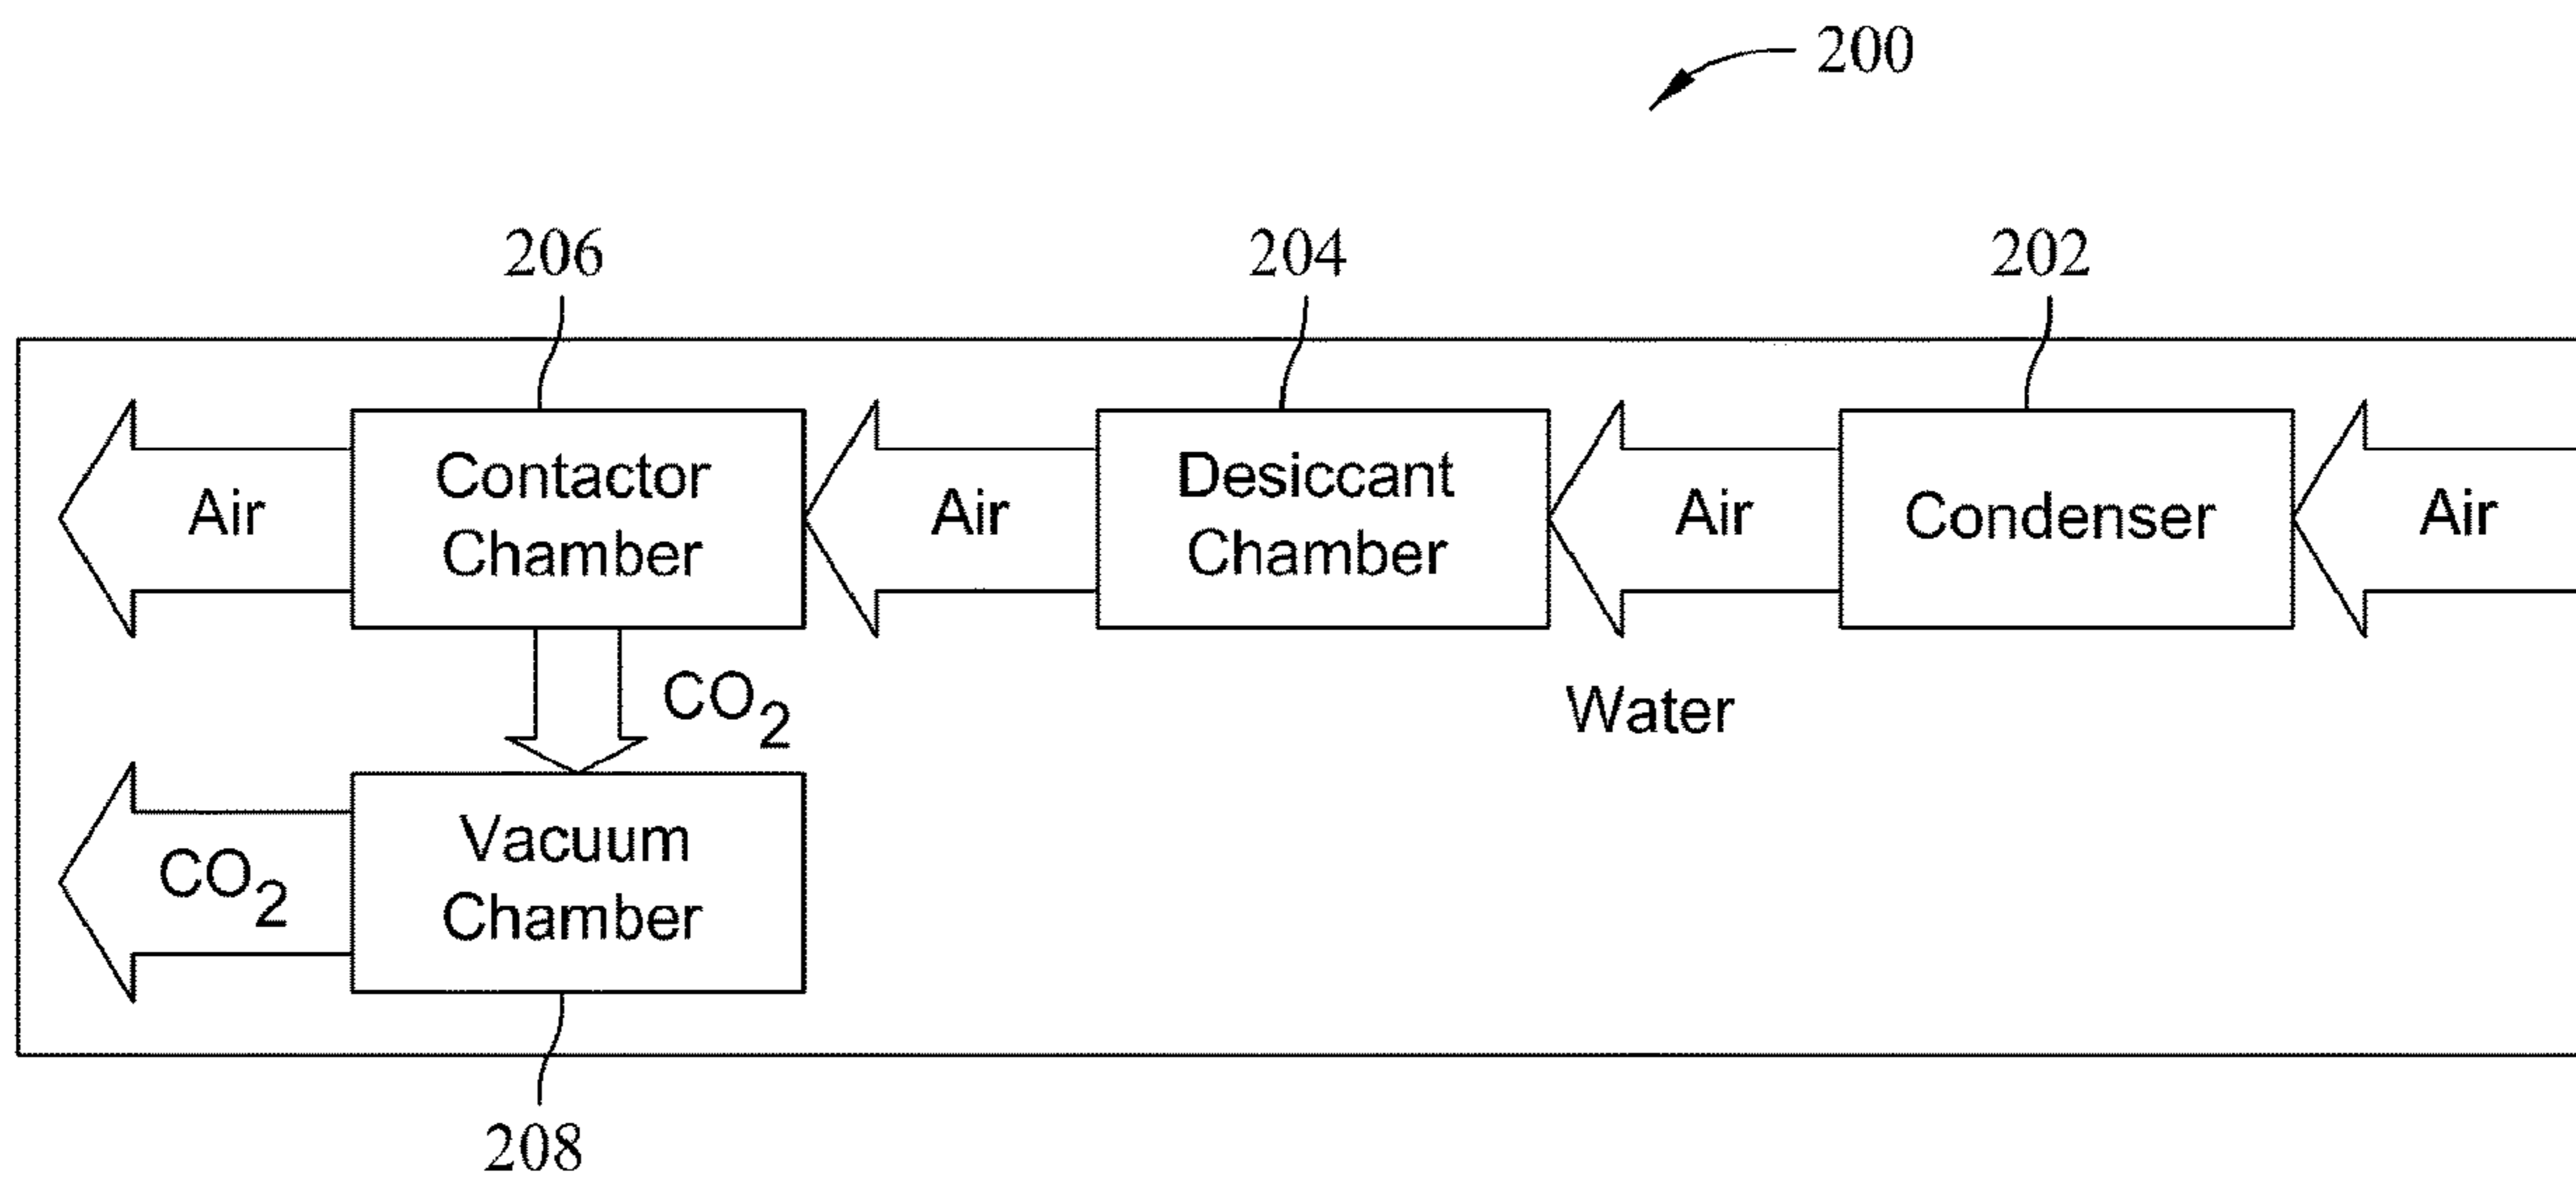 200
206
204
202
Air
Contactor
Chamber
Air
Desiccant
Chamber
Air
Condenser
Air
CO2
Water
CO2
Vacuum
Chamber
208